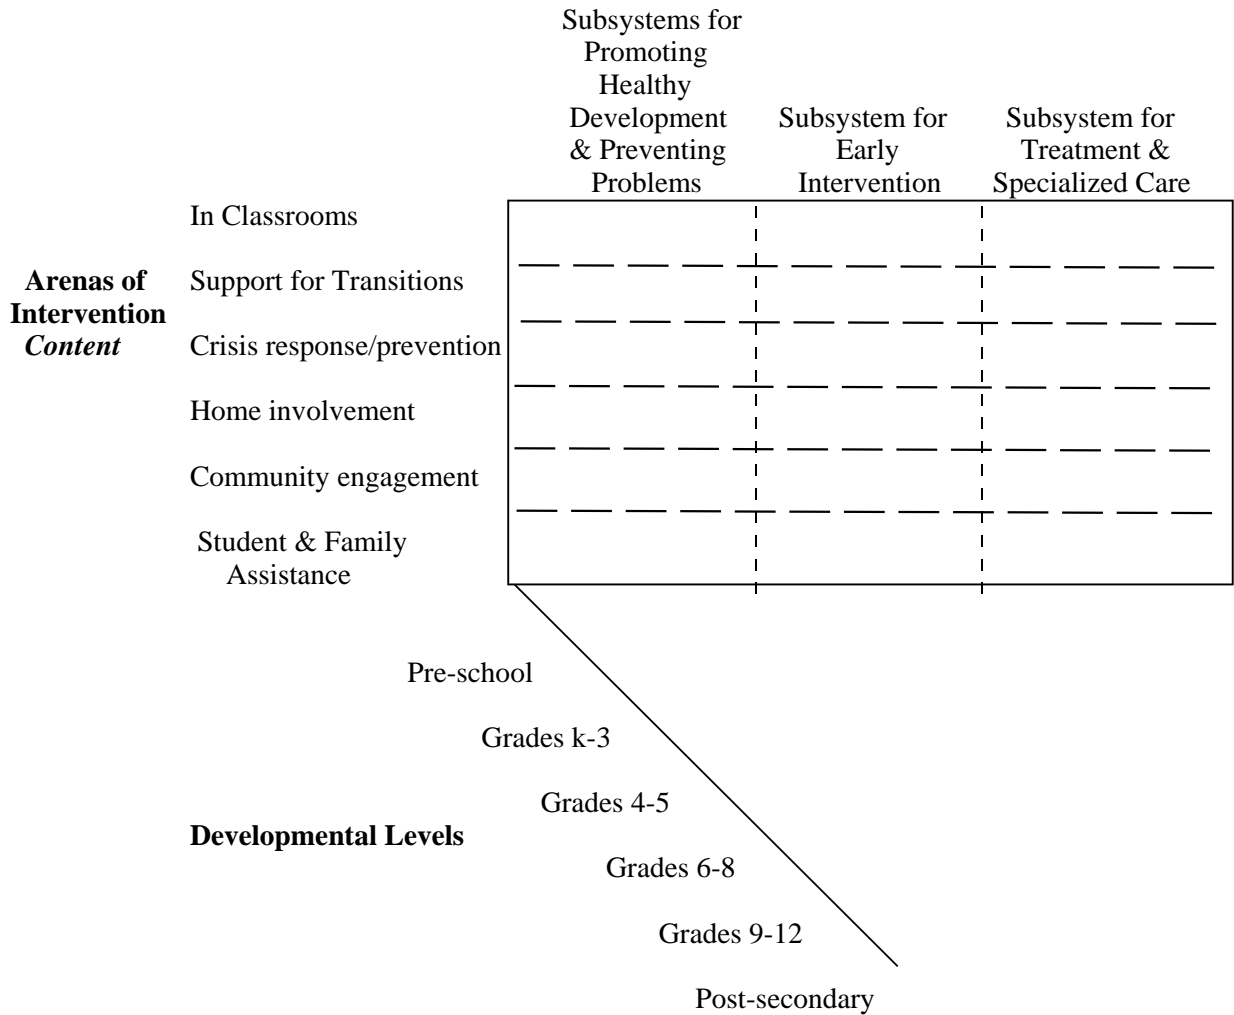 Subsystems for
Promoting
Healthy
Development
& Preventing
Problems
Subsystem for
Early
Intervention
Subsystem for
Treatment &
Specialized Care
Arenas of
Intervention
Content
In Classrooms
Support for Transitions
Crisis response/prevention
Home involvement
Community engagement
Student & Family
Assistance
Developmental Levels
Pre-school
Grades k-3
Grades 4-5
Grades 6-8
Grades 9-12
Post-secondary